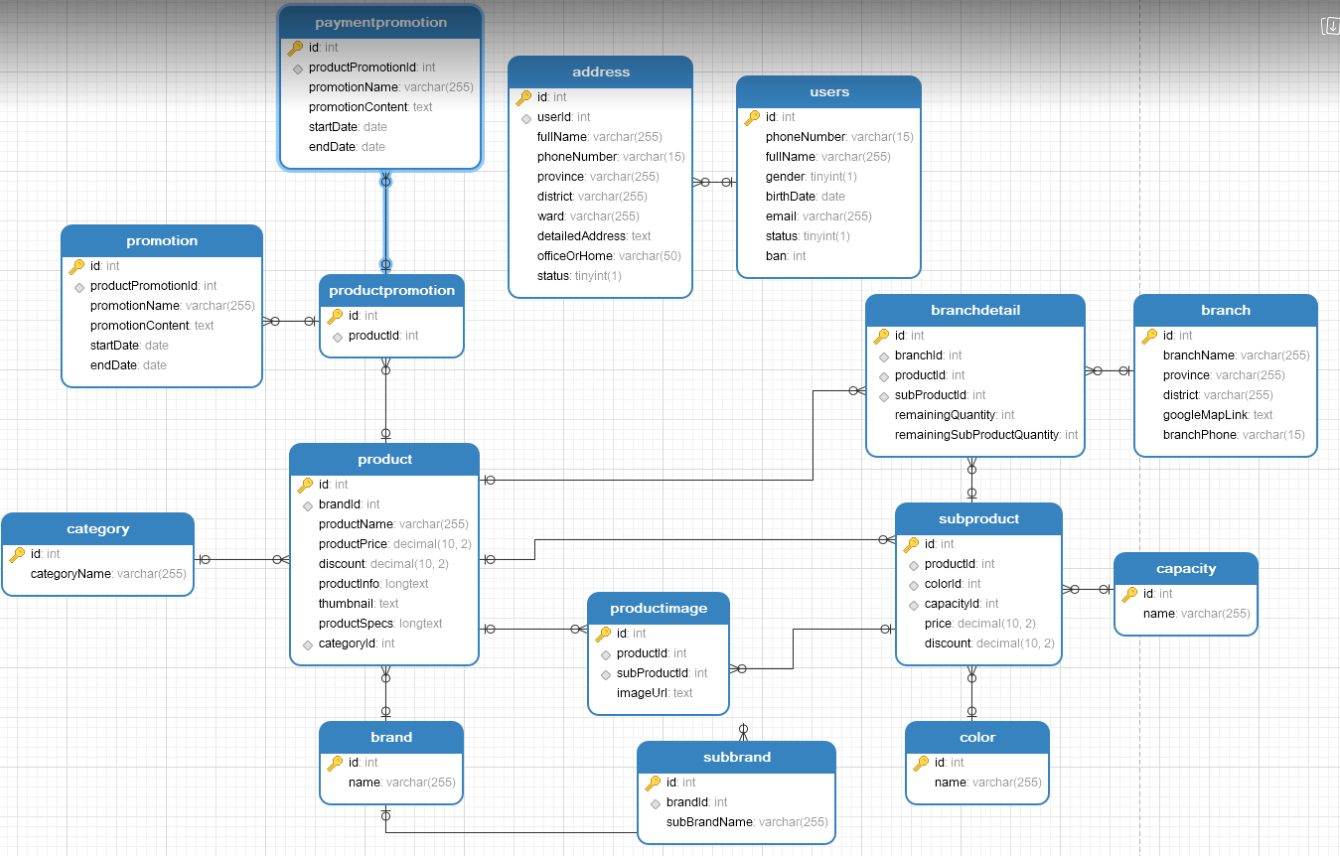 paymentpromotion
id: int
productPromotionId: int
promotionName: varchar(255)
promotionContent: text
startDate: date
endDate: date
address
id: int
userId: int
fullName: varchar(255)
phoneNumber: varchar(15)
province: varchar(255)
district: varchar(255)
ward: varchar(255)
detailedAddress: text
officeOrHome: varchar(50)
status: tinyint(1)
users
id: int
phoneNumber: varchar(15)
fullName: varchar(255)
gender: tinyint(1)
birthDate: date
email: varchar(255)
status: tinyint(1)
ban: int
promotion
id: int
productPromotionId: int
promotionName: varchar(255)
promotionContent: text
startDate: date
endDate: date
productpromotion
id: int
productId: int
branchdetail
id: int
branchId: int
productId: int
subProductId: int
remainingQuantity: int
remainingSubProductQuantity: int
branch
id: int
branchName: varchar(255)
province: varchar(255)
district: varchar(255)
googleMapLink: text
branchPhone: varchar(15)
product
id: int
brandId: int
productName: varchar(255)
productPrice: decimal(10, 2)
discount: decimal(10, 2)
productInfo: longtext
thumbnail: text
productSpecs: longtext
categoryId: int
category
id: int
categoryName: varchar(255)
subproduct
id: int
productId: int
colorId: int
capacityId: int
price: decimal(10, 2)
discount: decimal(10, 2)
capacity
id: int
name: varchar(255)
productimage
id: int
productId: int
subProductId: int
imageUrl: text
brand
id: int
name: varchar(255)
subbrand
id: int
brandId: int
subBrandName: varchar(255)
color
id: int
name: varchar(255)